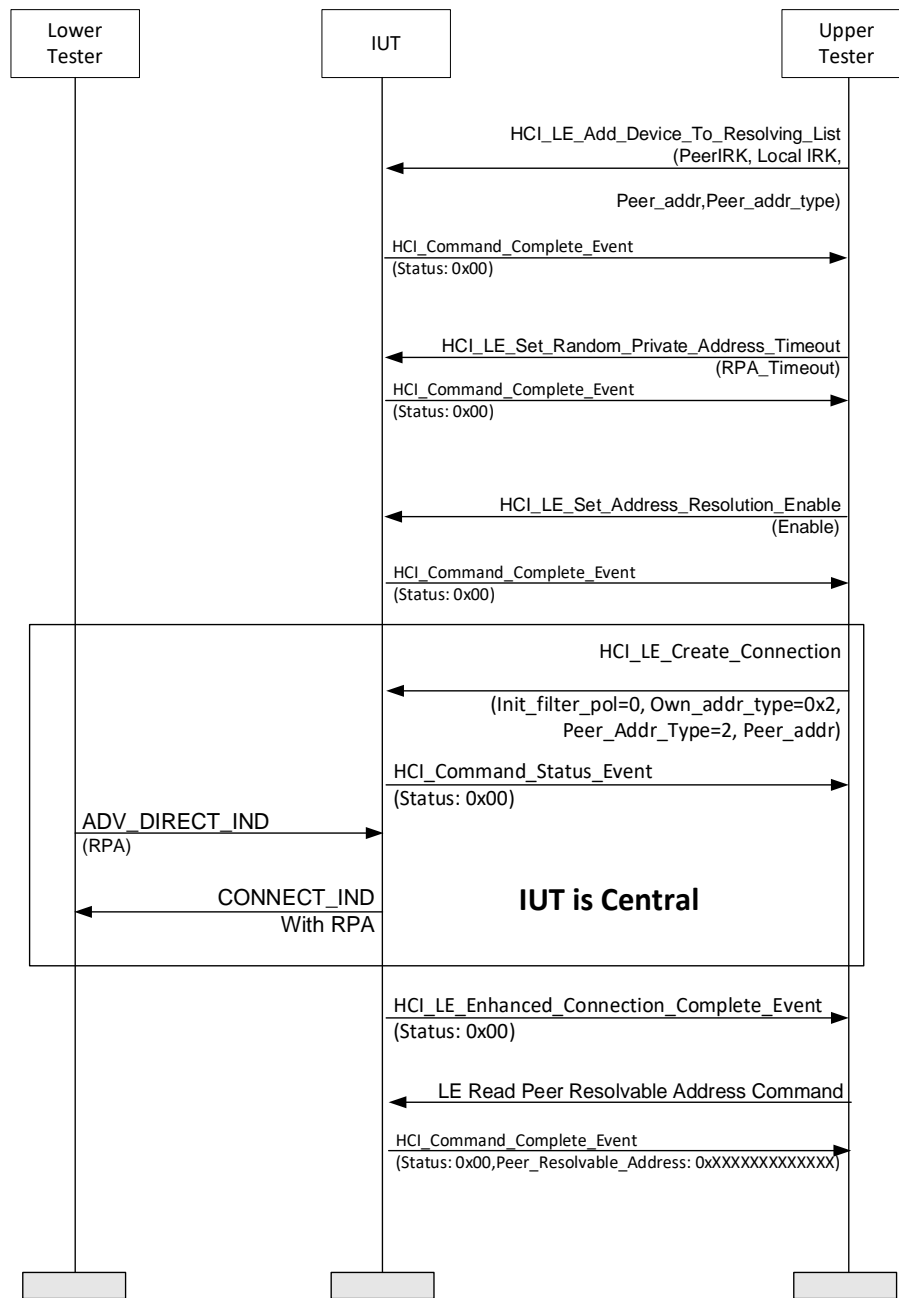 Lower
Tester
IUT
Upper
Tester
HCI_LE_Add_Device_To_Resolving_List
(PeerIRK, Local IRK,
Peer_addr,Peer_addr_type)
HCI_Command_Complete_Event
(Status: 0x00)
HCI_LE_Set_Random_Private_Address_Timeout
(RPA_Timeout)
HCI_Command_Complete_Event
(Status: 0x00)
HCI_LE_Set_Address_Resolution_Enable
(Enable)
HCI_Command_Complete_Event
(Status: 0x00)
HCI_LE_Create_Connection
(Init_filter_pol=0, Own_addr_type=0x2,
Peer_Addr_Type=2, Peer_addr)
HCI_Command_Status_Event
(Status: 0x00)
ADV_DIRECT_IND
(RPA)
CONNECT_IND
With RPA
IUT is Central
HCI_LE_Enhanced_Connection_Complete_Event
(Status: 0x00)
LE Read Peer Resolvable Address Command
HCI_Command_Complete_Event
(Status: 0x00,Peer_Resolvable_Address: 0xXXXXXXXXXXXXX)